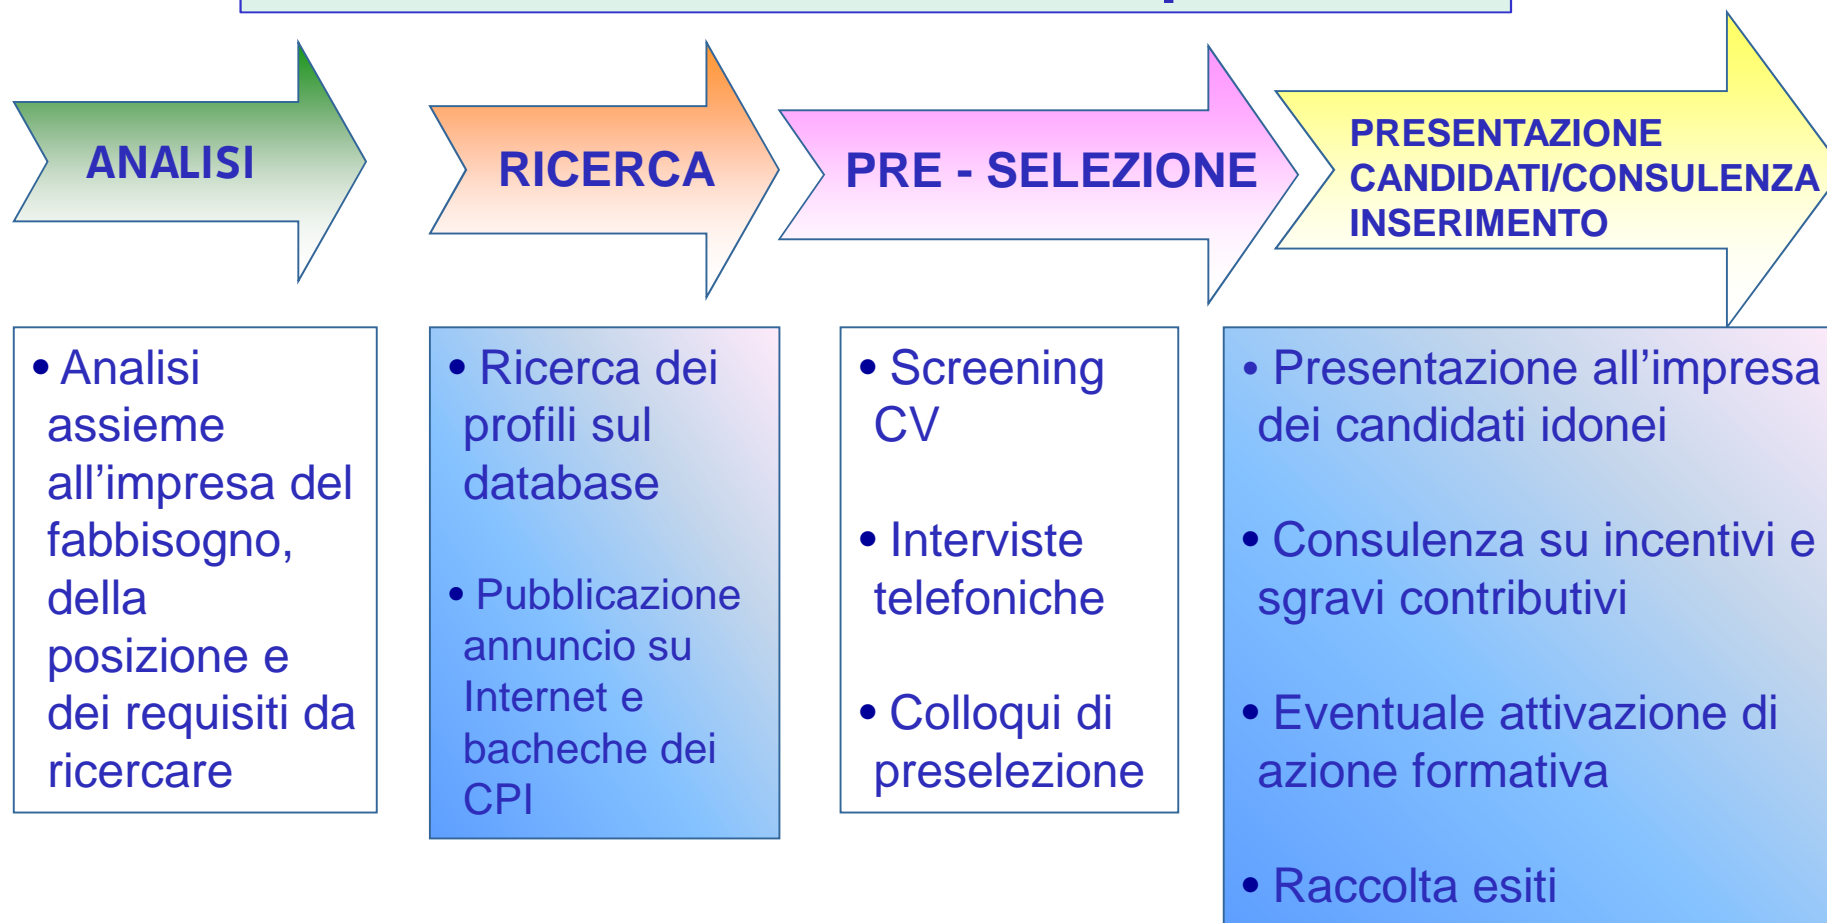 ANALISI
RICERCA
PRE - SELEZIONE
PRESENTAZIONE
CANDIDATI/CONSULENZA
INSERIMENTO
• Analisi
assieme
all’impresa del
fabbisogno,
della
posizione e
dei requisiti da
ricercare
• Ricerca dei
profili sul
database
• Pubblicazione
annuncio su
Internet e
bacheche dei
CPI
• Screening
CV
• Interviste
telefoniche
• Colloqui di
preselezione
• Presentazione all’impresa
dei candidati idonei
• Consulenza su incentivi e
sgravi contributivi
• Eventuale attivazione di
azione formativa
• Raccolta esiti